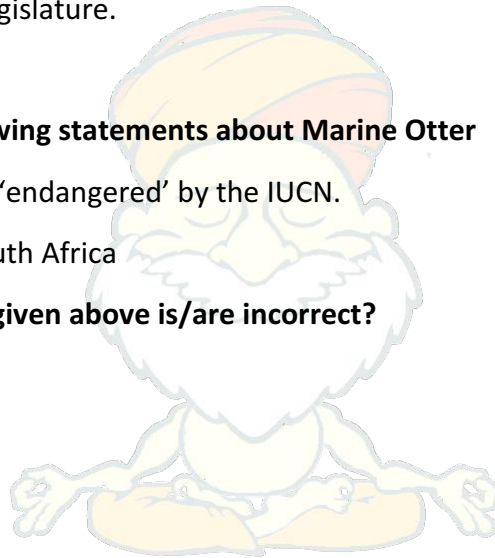 gislature.
wing statements about Marine Otter
‘endangered’ by the IUCN.
uth Africa
given above is/are incorrect?